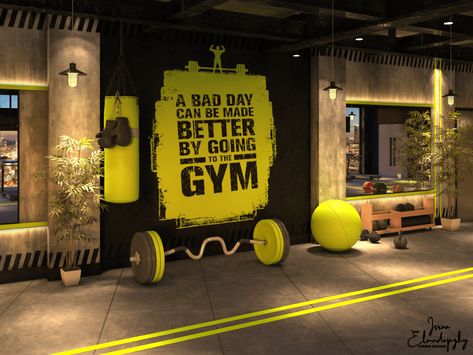 A BAD DAY
CAN BE MADE
BETTER
BY GOING
TO THE
GYM